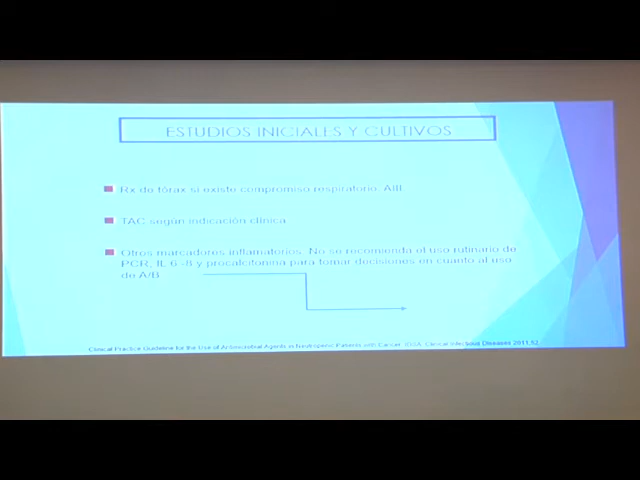 ESTUDIOS INICIALES Y CULTIVOS
Rx de tórax si existe compromiso respiratorio. AIII
TAC según indicación clínica
Otros marcadores inflamatorios. No se recomienda el uso rutinario de
PCR, IL 6 -8 y procalcitonina para tomar decisiones en cuanto al uso
de A/B
Clinical Practice Guideline for the Use of Antimicrobial Agents in Neutropenic Patients with Cancer. IDSA. Clinical Infectious Diseases 2011;52